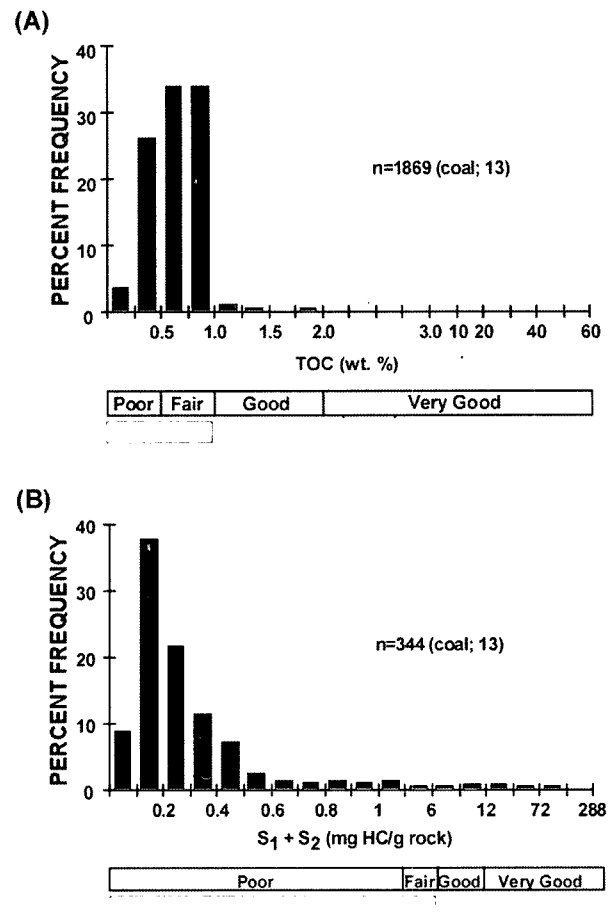 (A)
PERCENT FREQUENCY
40
30
20
10
0
n=1869 (coal; 13)
0.5 1.0 1.5 2.0 3.0 10 20 40 60
TOC (wt. %)
Poor Fair Good Very Good
(B)
PERCENT FREQUENCY
40
30
20
10
0
n=344 (coal; 13)
0.2 0.4 0.6 0.8 1 6 12 72 288
S₁ + S₂ (mg HC/g rock)
Poor Fair Good Very Good